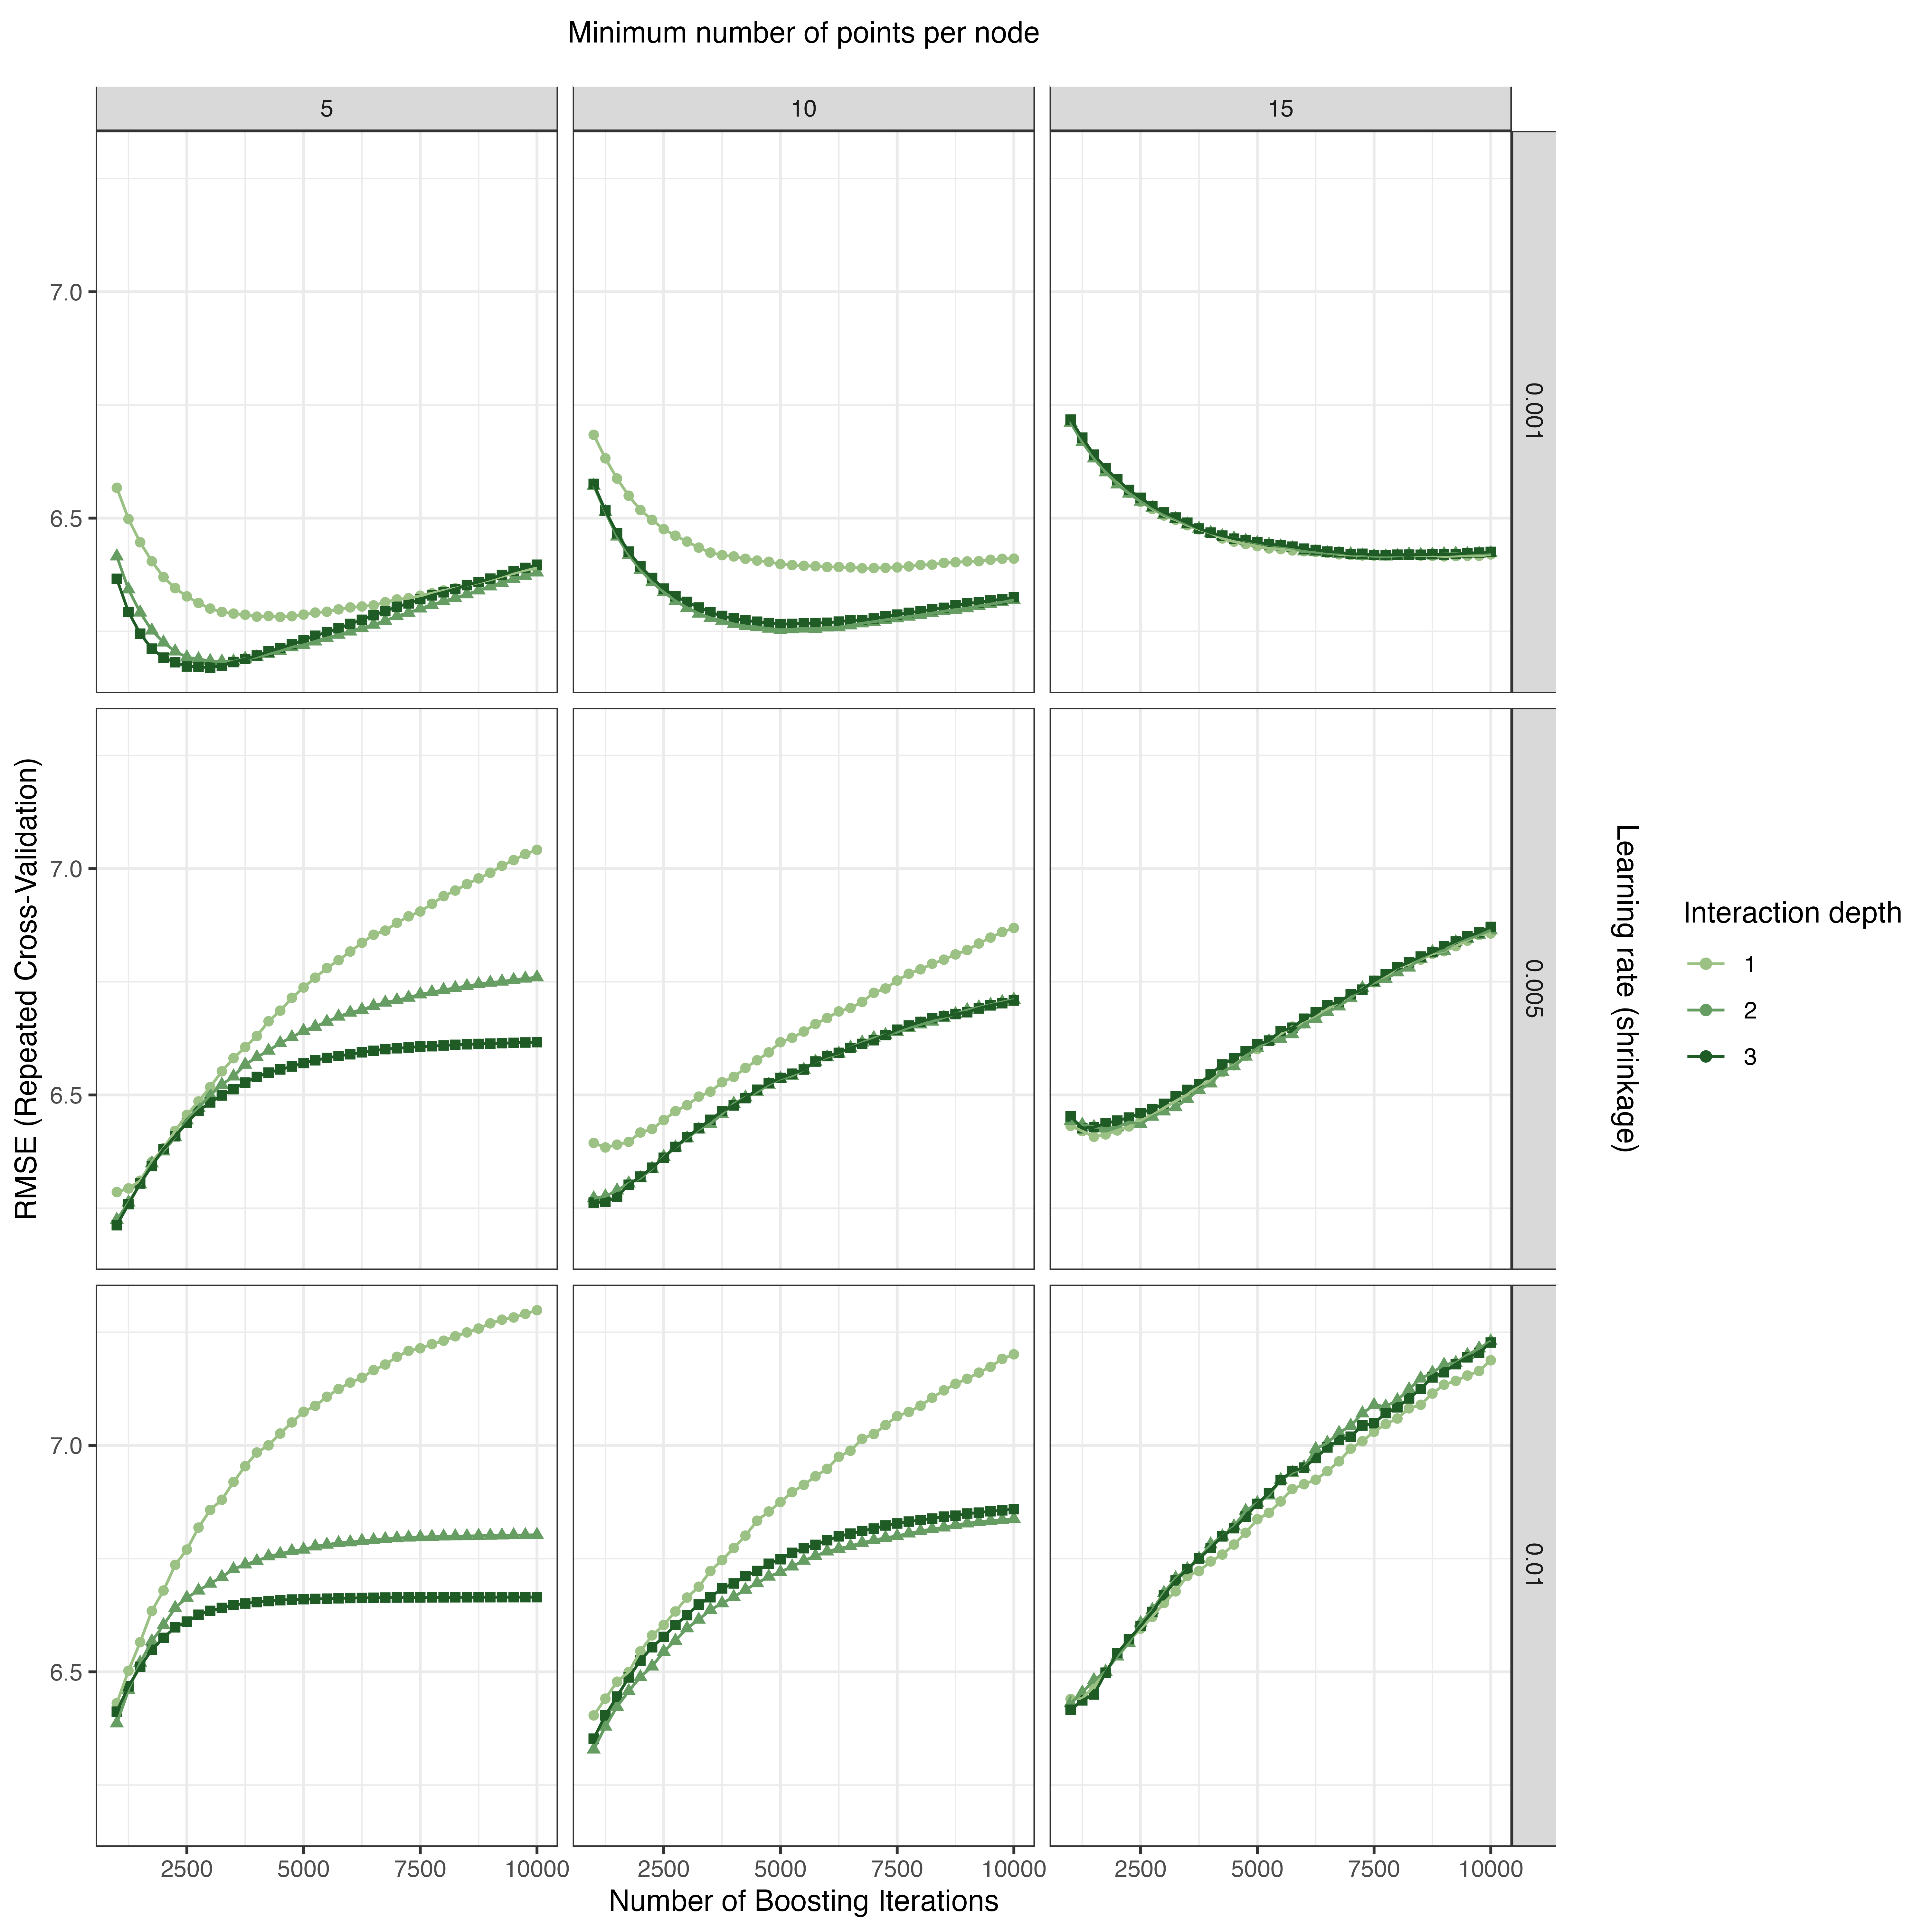 Minimum number of points per node
5 10 15
7.0
6.5
0.001
7.0
6.5
0.005
7.0
6.5
0.01
2500 5000 7500 10000 2500 5000 7500 10000 2500 5000 7500 10000
Number of Boosting Iterations
RMSE (Repeated Cross-Validation)
Learning rate (shrinkage)
Interaction depth
1
2
3